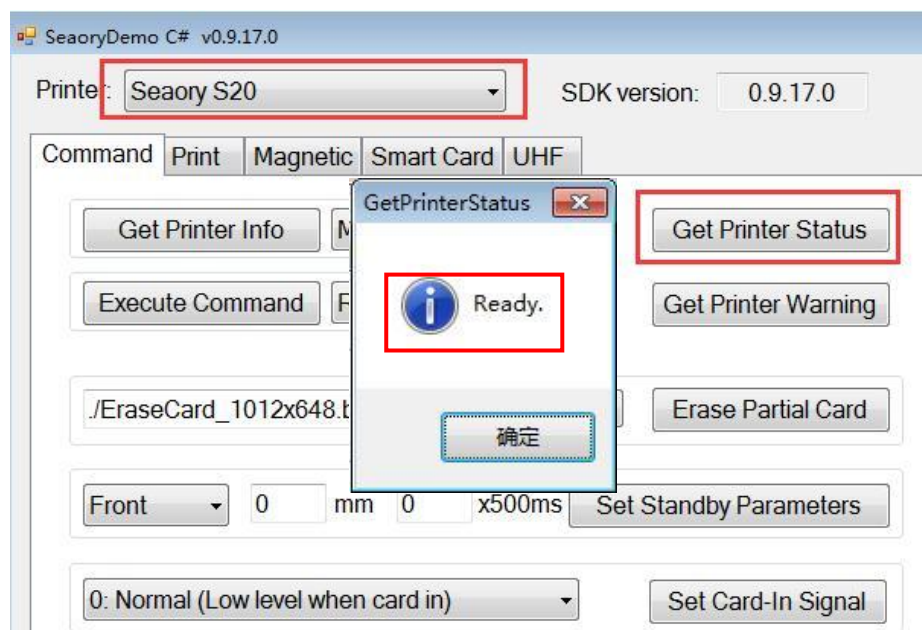 SeaoryDemo C# v0.9.17.0
Printer: Seaory S20 SDK version: 0.9.17.0
Command Print Magnetic Smart Card UHF
GetPrinterStatus
Get Printer Info Get Printer Status
Ready.
Execute Command Get Printer Warning
./EraseCard_1012x648.b Erase Partial Card
确定
Front 0 mm 0 x500ms Set Standby Parameters
0: Normal (Low level when card in) Set Card-In Signal